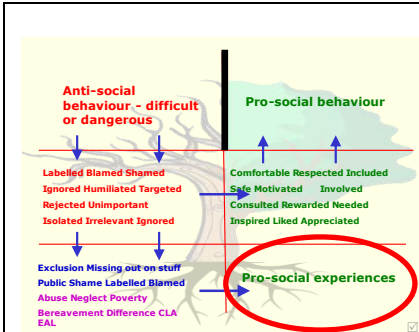 Anti-social
behaviour - difficult
or dangerous
Pro-social behaviour
Labelled Blamed Shamed
Ignored Humiliated Targeted
Rejected Unimportant
Isolated Irrelevant Ignored
Comfortable Respected Included
Safe Motivated Involved
Consulted Rewarded Needed
Inspired Liked Appreciated
Exclusion Missing out on stuff
Public Shame Labelled Blamed
Abuse Neglect Poverty
Bereavement Difference CLA
EAL
Pro-social experiences